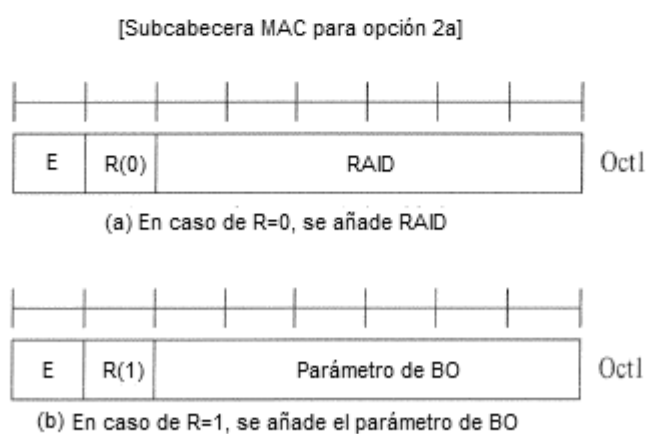 [Subcabecera MAC para opción 2a]
E R(0) RAID Oct1
(a) En caso de R=0, se añade RAID
E R(1) Parámetro de BO Oct1
(b) En caso de R=1, se añade el parámetro de BO